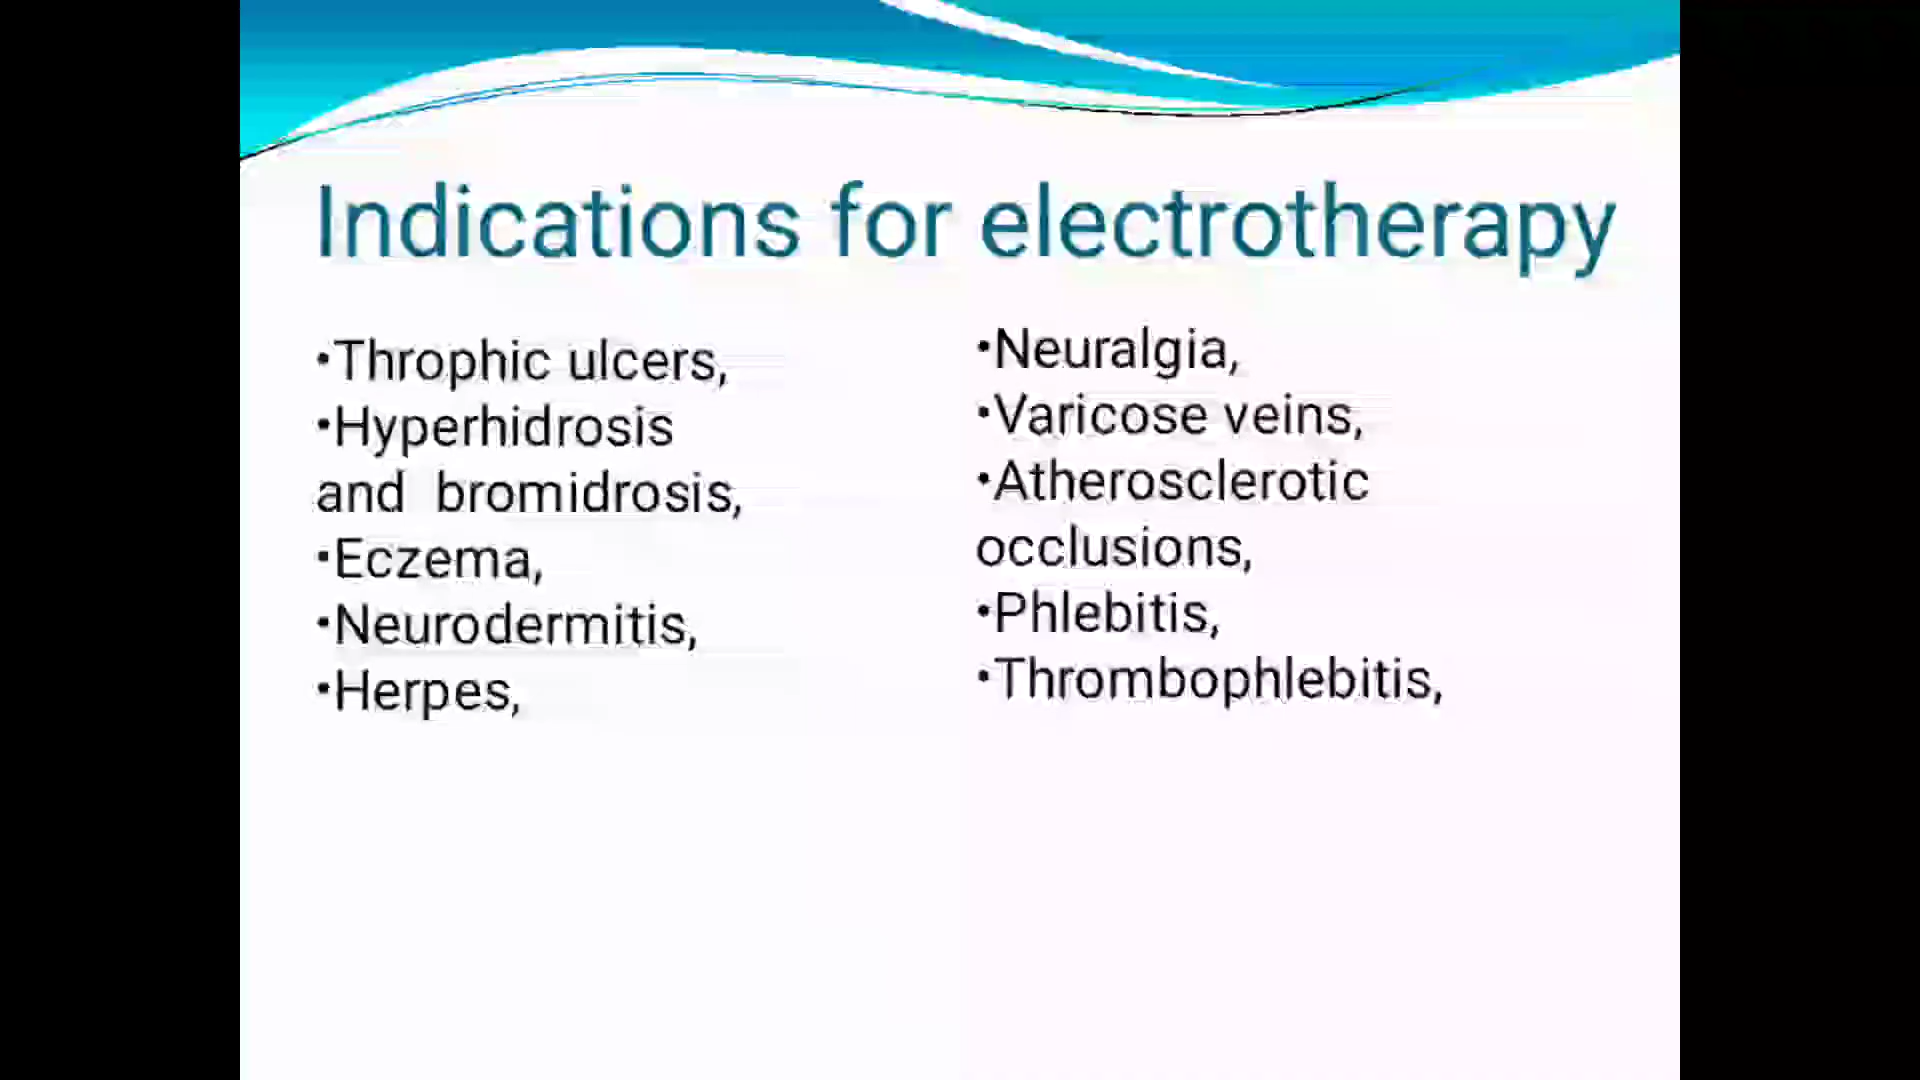 Indications for electrotherapy
•Throphic ulcers,
•Hyperhidrosis
and bromidrosis,
•Eczema,
•Neurodermitis,
•Herpes,
•Neuralgia,
•Varicose veins,
•Atherosclerotic
occlusions,
•Phlebitis,
•Thrombophlebitis,